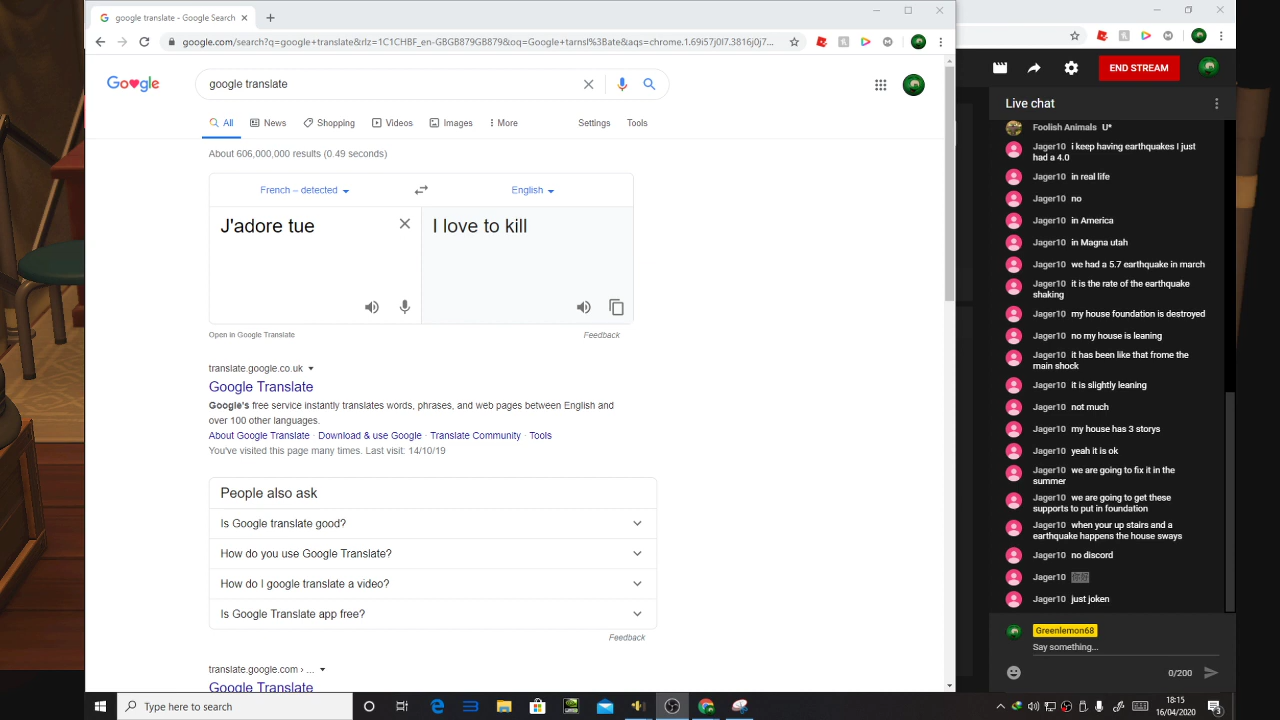 google translate - Google Search
google.com/search?q=google+translate&rlz=1C1CHBF_en-GBGB879GB879&oq=Google+tarnsl%3Bate&aqs=chrome.1.69i57j0l7.3816j0j7...
Google
google translate
All
News
Shopping
Videos
Images
More
Settings
Tools
About 606,000,000 results (0.49 seconds)
French – detected
English
J'adore tue
I love to kill
Open in Google Translate
Feedback
translate.google.co.uk
Google Translate
Google's free service instantly translates words, phrases, and web pages between English and
over 100 other languages.
About Google Translate · Download & use Google · Translate Community · Tools
You've visited this page many times. Last visit: 14/10/19
People also ask
Is Google translate good?
How do you use Google Translate?
How do I google translate a video?
Is Google Translate app free?
Feedback
translate.google.com › ...
Google Translate
END STREAM
Live chat
Foolish Animals U*
Jager10 i keep having earthquakes I just
had a 4.0
Jager10 in real life
Jager10 no
Jager10 in America
Jager10 in Magna utah
Jager10 we had a 5.7 earthquake in march
Jager10 it is the rate of the earthquake
shaking
Jager10 my house foundation is destroyed
Jager10 no my house is leaning
Jager10 it has been like that frome the
main shock
Jager10 it is slightly leaning
Jager10 not much
Jager10 my house has 3 storys
Jager10 yeah it is ok
Jager10 we are going to fix it in the
summer
Jager10 we are going to get these
supports to put in foundation
Jager10 when your up stairs and a
earthquake happens the house sways
Jager10 no discord
Jager10
Jager10 just joken
Greenlemon68
Say something...
0/200
Type here to search
18:15
16/04/2020
3